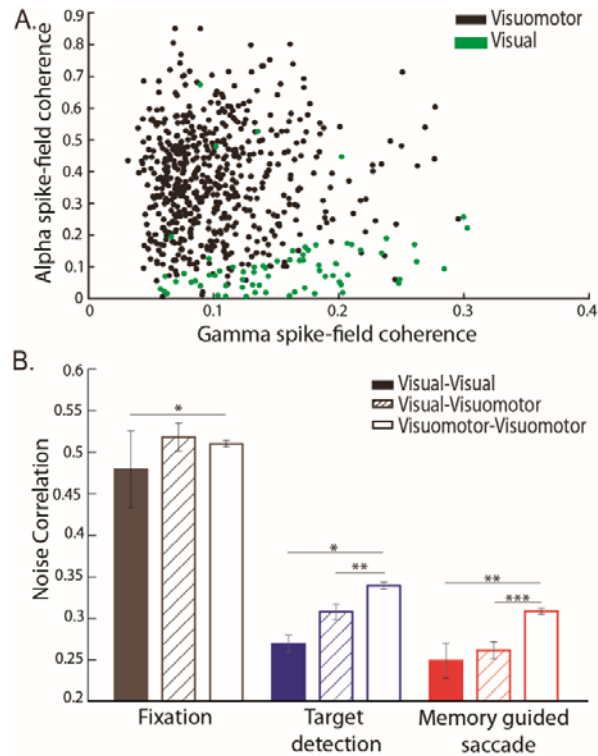 A.
Visuomotor
Visual
Alpha spike-field coherence
0.9
0.8
0.7
0.6
0.5
0.4
0.3
0.2
0.1
0
0
0.1
0.2
0.3
0.4
Gamma spike-field coherence
B.
Visual-Visual
Visual-Visuomotor
Visuomotor-Visuomotor
Noise Correlation
0.6
0.55
0.5
0.45
0.35
0.3
0.25
0.2
*
*
**
**
***
Fixation
Target
detection
Memory guided
saccade